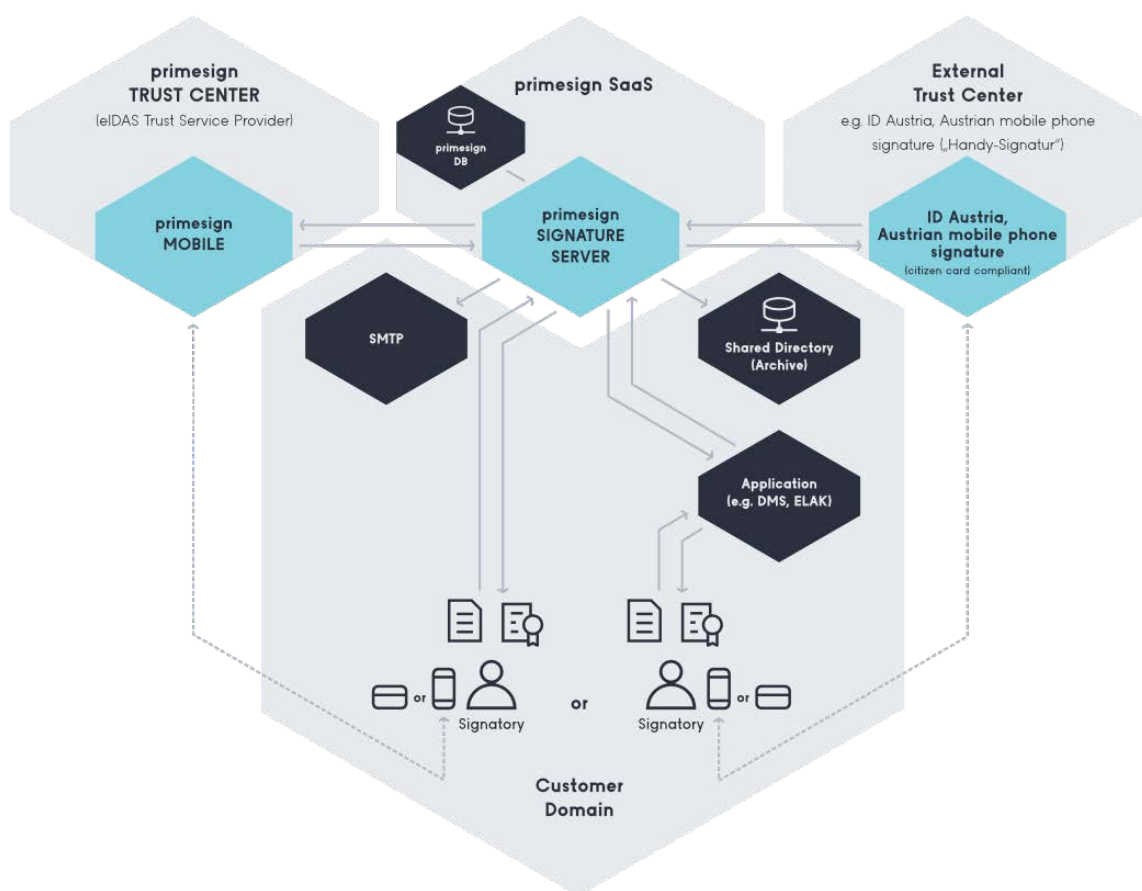 primesign
TRUST CENTER
(eIDAS Trust Service Provider)
primesign SaaS
External
Trust Center
e.g. ID Austria, Austrian mobile phone
signature („Handy-Signatur“)
primesign
DB
primesign
MOBILE
primesign
SIGNATURE
SERVER
ID Austria,
Austrian mobile phone
signature
(citizen card compliant)
SMTP
Shared Directory
(Archive)
Application
(e.g. DMS, ELAK)
or
Signatory
or
Signatory
or
Customer
Domain